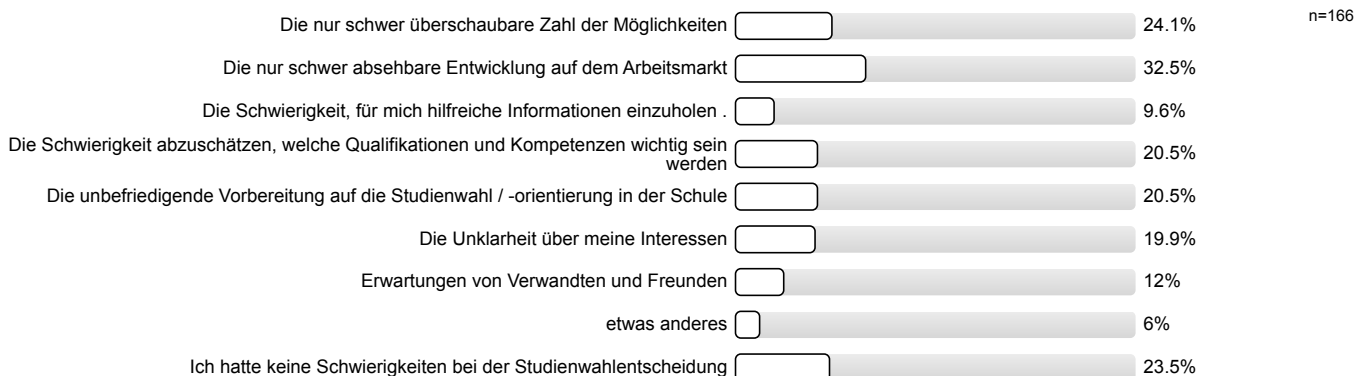 n=166
Die nur schwer überschaubare Zahl der Möglichkeiten 24.1%
Die nur schwer absehbare Entwicklung auf dem Arbeitsmarkt 32.5%
Die Schwierigkeit, für mich hilfreiche Informationen einzuholen . 9.6%
Die Schwierigkeit abzuschätzen, welche Qualifikationen und Kompetenzen wichtig sein
werden 20.5%
Die unbefriedigende Vorbereitung auf die Studienwahl / -orientierung in der Schule 20.5%
Die Unklarheit über meine Interessen 19.9%
Erwartungen von Verwandten und Freunden 12%
etwas anderes 6%
Ich hatte keine Schwierigkeiten bei der Studienwahlentscheidung 23.5%